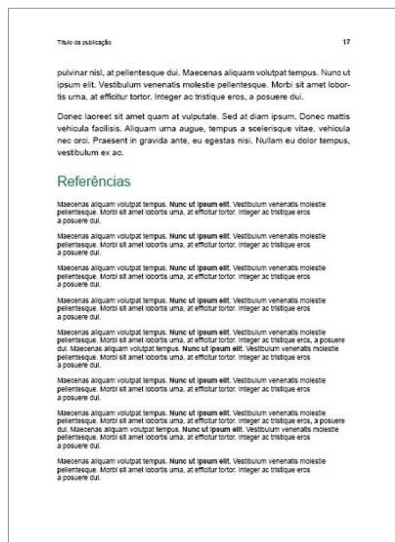 Título da publicação 17
pulvinar nisl, at pellentesque dui. Maecenas aliquam volutpat tempus. Nunc ut
ipsum elit. Vestibulum venenatis molestie pellentesque. Morbi sit amet lobor-
tis urna, at efficitur tortor. Integer ac tristique eros, a posuere dui.
Donec laoreet sit amet quam at vulputate. Sed at diam ipsum. Donec mattis
vehicula facilisis. Aliquam urna augue, tempus a scelerisque vitae, vehicula
nec orci. Praesent in gravida ante, eu egestas nisi. Nullam eu dolor tempus,
vestibulum ex ac.
Referências
Maecenas aliquam volutpat tempus. Nunc ut ipsum elit. Vestibulum venenatis molestie
pellentesque. Morbi sit amet lobortis urna, at efficitur tortor. Integer ac tristique eros
a posuere dui.
Maecenas aliquam volutpat tempus. Nunc ut ipsum elit. Vestibulum venenatis molestie
pellentesque. Morbi sit amet lobortis urna, at efficitur tortor. Integer ac tristique eros
a posuere dui.
Maecenas aliquam volutpat tempus. Nunc ut ipsum elit. Vestibulum venenatis molestie
pellentesque. Morbi sit amet lobortis urna, at efficitur tortor. Integer ac tristique eros
a posuere dui.
Maecenas aliquam volutpat tempus. Nunc ut ipsum elit. Vestibulum venenatis molestie
pellentesque. Morbi sit amet lobortis urna, at efficitur tortor. Integer ac tristique eros
a posuere dui.
Maecenas aliquam volutpat tempus. Nunc ut ipsum elit. Vestibulum venenatis molestie
pellentesque. Morbi sit amet lobortis urna, at efficitur tortor. Integer ac tristique eros, a posuere
dui. Maecenas aliquam volutpat tempus. Nunc ut ipsum elit. Vestibulum venenatis molestie
pellentesque. Morbi sit amet lobortis urna, at efficitur tortor. Integer ac tristique eros
a posuere dui.
Maecenas aliquam volutpat tempus. Nunc ut ipsum elit. Vestibulum venenatis molestie
pellentesque. Morbi sit amet lobortis urna, at efficitur tortor. Integer ac tristique eros
a posuere dui.
Maecenas aliquam volutpat tempus. Nunc ut ipsum elit. Vestibulum venenatis molestie
pellentesque. Morbi sit amet lobortis urna, at efficitur tortor. Integer ac tristique eros, a posuere
dui. Maecenas aliquam volutpat tempus. Nunc ut ipsum elit. Vestibulum venenatis molestie
pellentesque. Morbi sit amet lobortis urna, at efficitur tortor. Integer ac tristique eros
a posuere dui.
Maecenas aliquam volutpat tempus. Nunc ut ipsum elit. Vestibulum venenatis molestie
pellentesque. Morbi sit amet lobortis urna, at efficitur tortor. Integer ac tristique eros
a posuere dui.